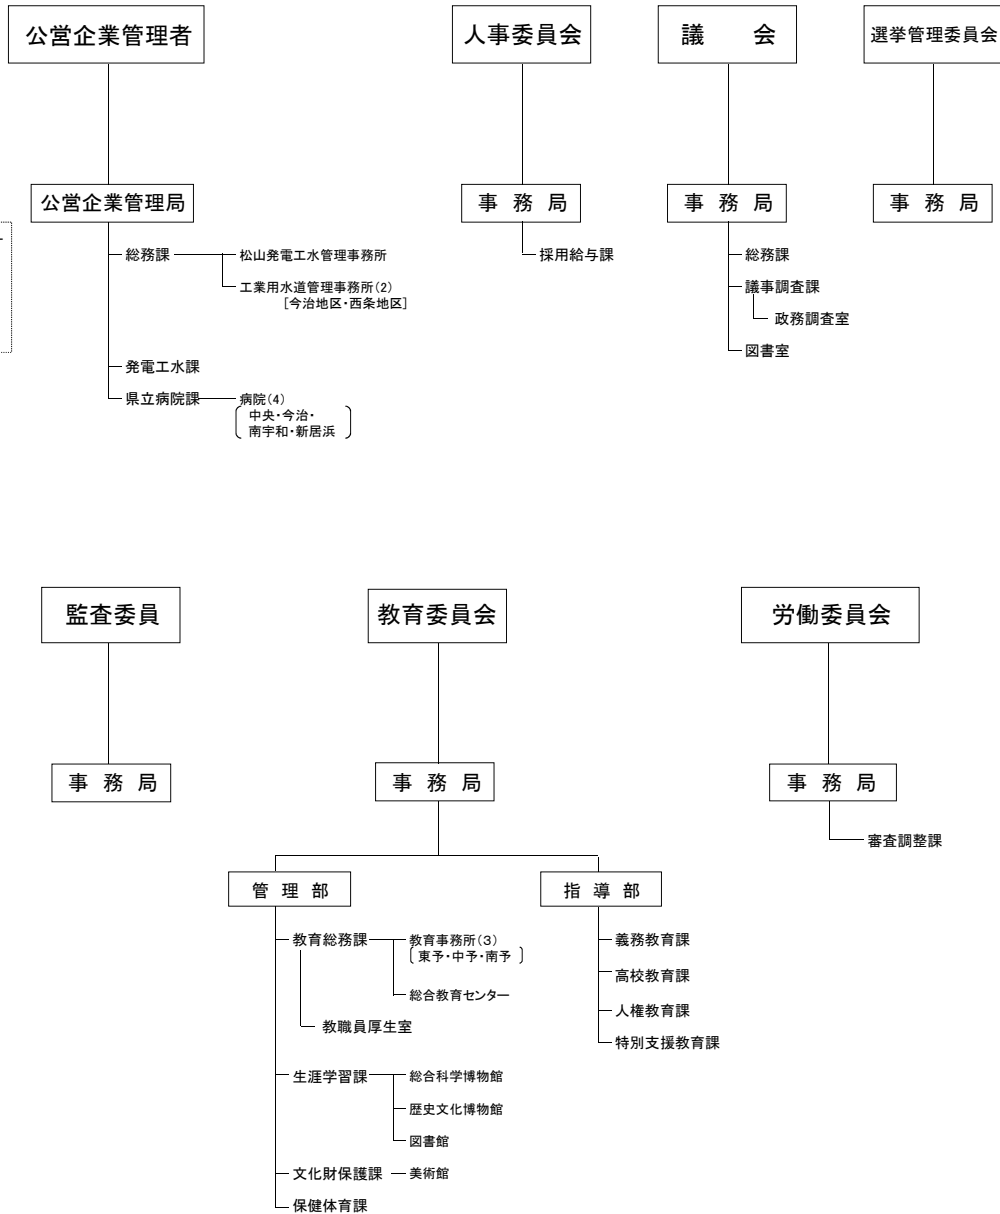 公営企業管理者
人事委員会
議　会
選挙管理委員会
公営企業管理局
事 務 局
事 務 局
事 務 局
総務課
松山発電工水管理事務所
工業用水道管理事務所(2)
[今治地区・西条地区]
発電工水課
県立病院課
病院(4)
中央・今治・
南宇和・新居浜
採用給与課
総務課
議事調査課
政務調査室
図書室
監査委員
教育委員会
労働委員会
事 務 局
事 務 局
事 務 局
審査調整課
管 理 部
指 導 部
教育総務課
教育事務所(3)
[東予・中予・南予]
総合教育センター
教職員厚生室
生涯学習課
総合科学博物館
歴史文化博物館
図書館
文化財保護課
美術館
保健体育課
義務教育課
高校教育課
人権教育課
特別支援教育課